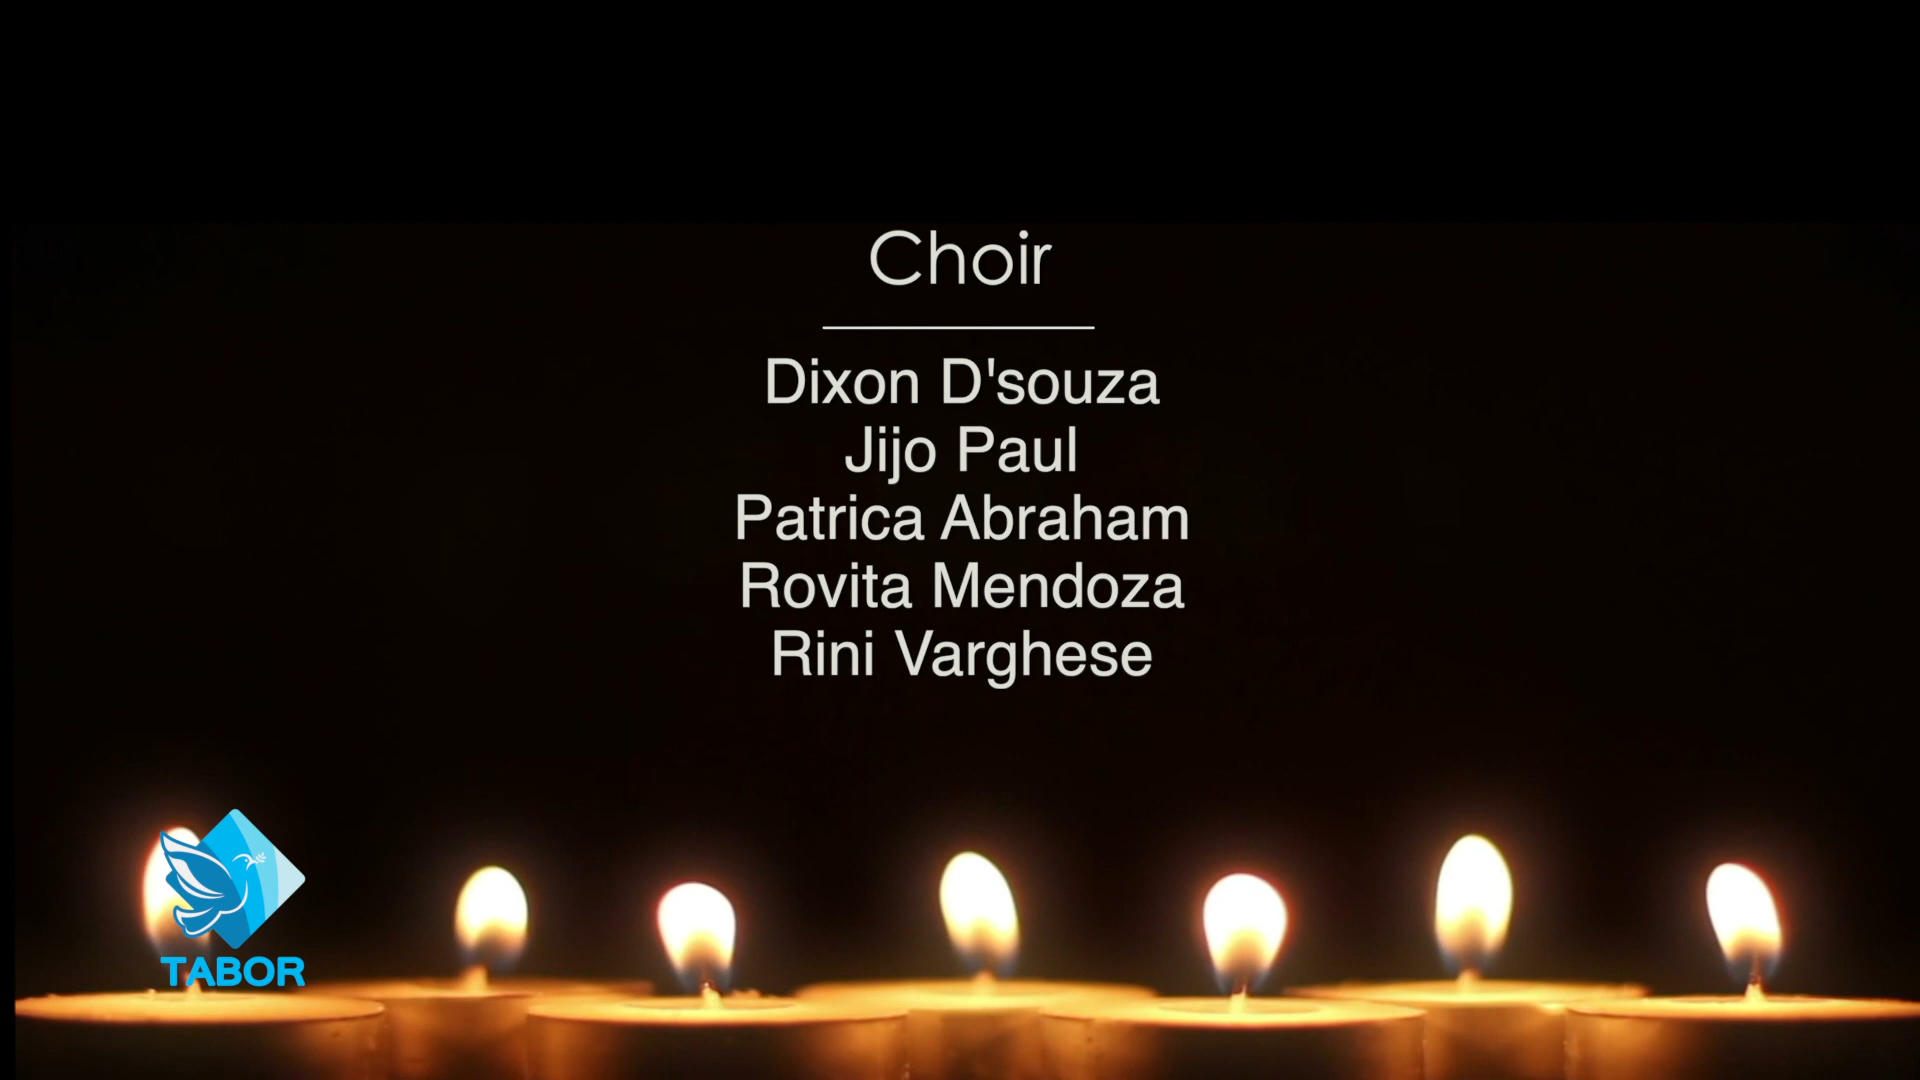 Choir
Dixon D'souza
Jijo Paul
Patrica Abraham
Rovita Mendoza
Rini Varghese
TABOR